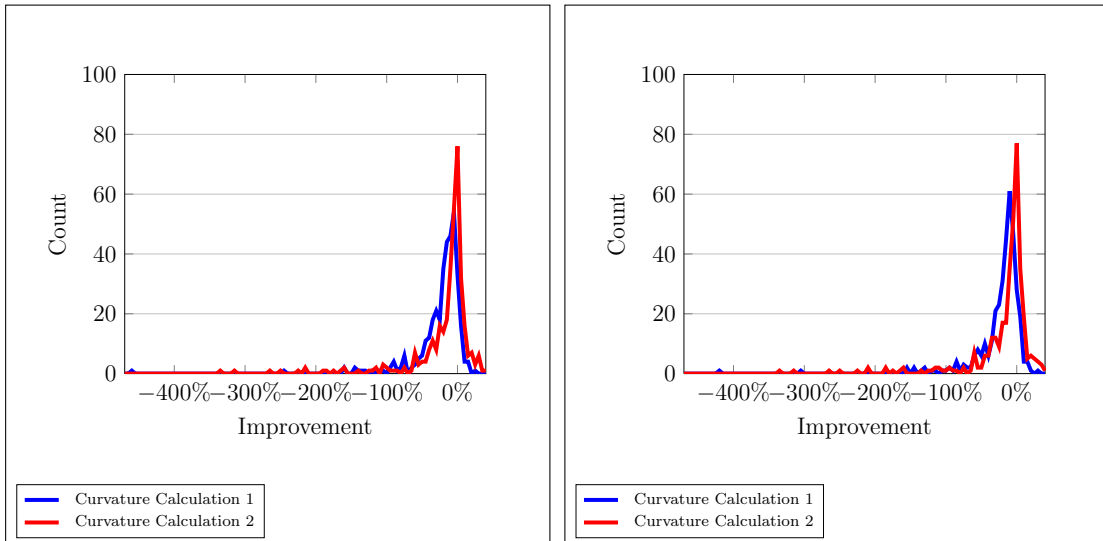 100
80
60
40
20
0
Count
−400% −300% −200% −100% 0%
Improvement
Curvature Calculation 1
Curvature Calculation 2
100
80
60
40
20
0
Count
−400% −300% −200% −100% 0%
Improvement
Curvature Calculation 1
Curvature Calculation 2